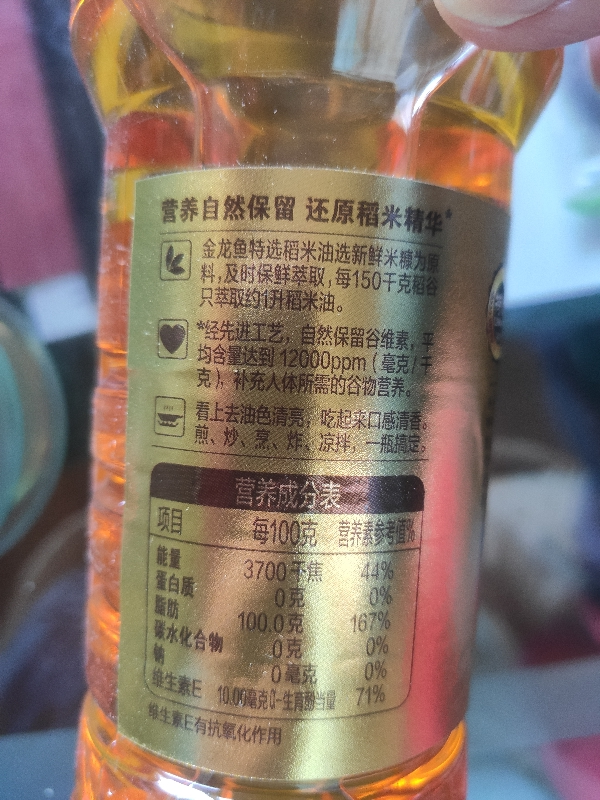 营养自然保留 还原稻米精华*
金龙鱼特选稻米油选新鲜米糠为原
料,及时保鲜萃取,每150千克稻谷
只萃取约1升稻米油。
*经先进工艺，自然保留谷维素，平
均含量达到12000ppm（毫克/千
克），补充人体所需的谷物营养。
看上去油色清亮，吃起来口感清香。
煎、炒、烹、炸、凉拌，一瓶搞定。
营养成分表
项目 每100克 营养素参考值%
能量 3700千焦 44%
蛋白质 0克 0%
脂肪 100.0克 167%
碳水化合物 0克 0%
钠 0毫克 0%
维生素E 10.00毫克α-生育酚当量 71%
维生素E有抗氧化作用